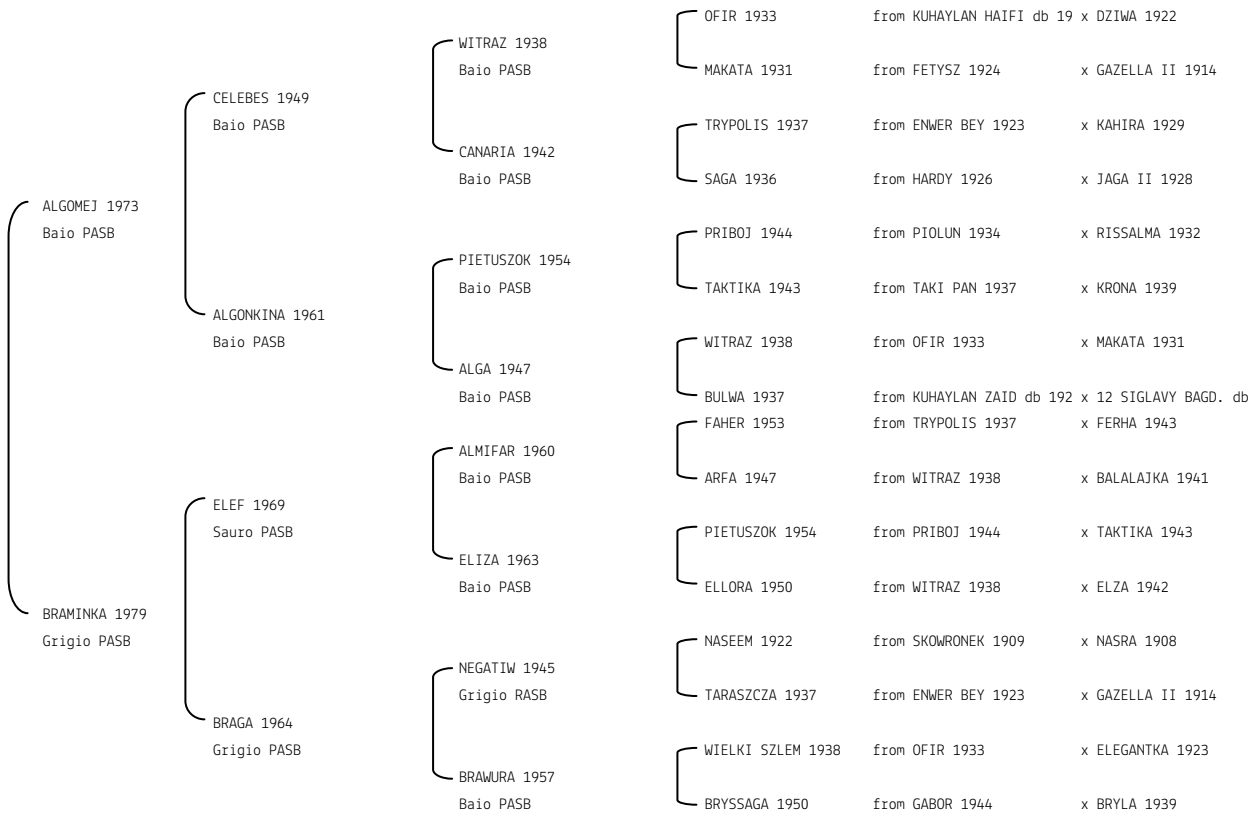 OFIR 1933 from KUHAYLAN HAIFI db 19 x DZIWA 1922
WITRAZ 1938
Baio PASB MAKATA 1931 from FETYSZ 1924 x GAZELLA II 1914
CELEBES 1949
Baio PASB TRYPOLIS 1937 from ENWER BEY 1923 x KAHIRA 1929
CANARIA 1942
Baio PASB SAGA 1936 from HARDY 1926 x JAGA II 1928
ALGOMEJ 1973
Baio PASB PRIBOJ 1944 from PIOLUN 1934 x RISSALMA 1932
PIETUSZOK 1954
Baio PASB TAKTIKA 1943 from TAKI PAN 1937 x KRONA 1939
ALGONKINA 1961
Baio PASB WITRAZ 1938 from OFIR 1933 x MAKATA 1931
ALGA 1947
Baio PASB BULWA 1937 from KUHAYLAN ZAID db 192 x 12 SIGLAVY BAGD. db
FAHER 1953 from TRYPOLIS 1937 x FERHA 1943
ALMIFAR 1960
Baio PASB ARFA 1947 from WITRAZ 1938 x BALALAJKA 1941
ELEF 1969
Sauro PASB PIETUSZOK 1954 from PRIBOJ 1944 x TAKTIKA 1943
ELIZA 1963
Baio PASB ELLORA 1950 from WITRAZ 1938 x ELZA 1942
BRAMINKA 1979
Grigio PASB NASEEM 1922 from SKOWRONEK 1909 x NASRA 1908
NEGATIW 1945
Grigio RASB TARASZCZA 1937 from ENWER BEY 1923 x GAZELLA II 1914
BRAGA 1964
Grigio PASB WIELKI SZLEM 1938 from OFIR 1933 x ELEGANTKA 1923
BRAWURA 1957
Baio PASB BRYSSAGA 1950 from GABOR 1944 x BRYLA 1939